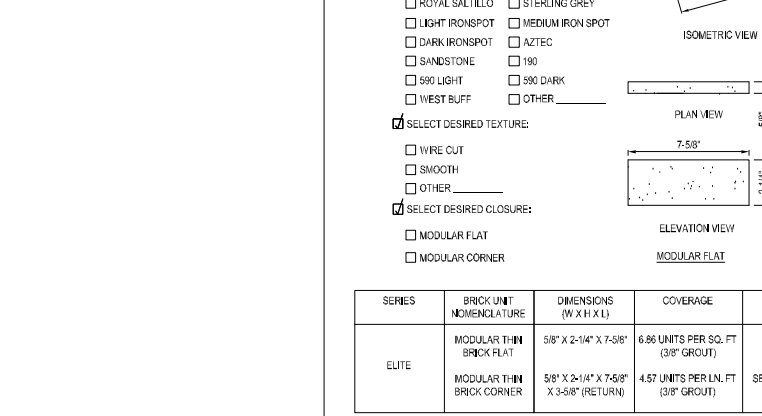 ROYAL SALTILLO STERLING GREY
LIGHT IRONSPOT MEDIUM IRON SPOT
DARK IRONSPOT AZTEC
SANDSTONE 190
590 LIGHT 590 DARK
WEST BUFF OTHER
SELECT DESIRED TEXTURE:
WIRE CUT
SMOOTH
OTHER
SELECT DESIRED CLOSURE:
MODULAR FLAT
MODULAR CORNER
ISOMETRIC VIEW
PLAN VIEW
5/8"
7-5/8"
2-1/4"
ELEVATION VIEW
MODULAR FLAT
SERIES BRICK UNIT NOMENCLATURE DIMENSIONS (W X H X L) COVERAGE
ELITE
MODULAR THIN BRICK FLAT 5/8" X 2-1/4" X 7-5/8" 6.86 UNITS PER SQ. FT (3/8" GROUT)
MODULAR THIN BRICK CORNER 5/8" X 2-1/4" X 7-5/8" X 3-5/8" (RETURN) 4.57 UNITS PER LN. FT (3/8" GROUT)